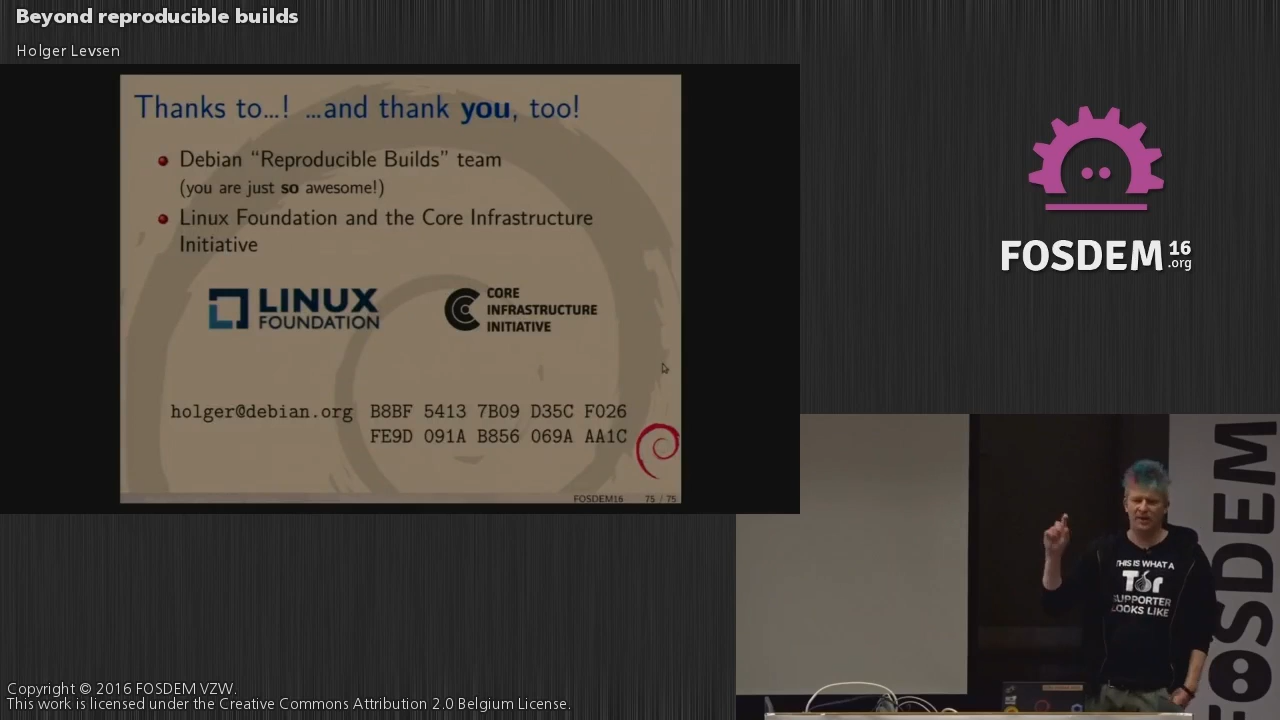 Beyond reproducible builds
Holger Levsen
Thanks to...! ...and thank you, too!
Debian “Reproducible Builds” team
(you are just so awesome!)
Linux Foundation and the Core Infrastructure
Initiative
LINUX
FOUNDATION
CORE
INFRASTRUCTURE
INITIATIVE
holger@debian.org B8BF 5413 7B09 D35C F026
FE9D 091A B856 069A AA1C
FOSDEM16 75 / 75
FOSDEM 16
.org
THIS IS WHAT A
Tor
SUPPORTER
LOOKS LIKE
FOSDEM
Copyright © 2016 FOSDEM VZW.
This work is licensed under the Creative Commons Attribution 2.0 Belgium License.